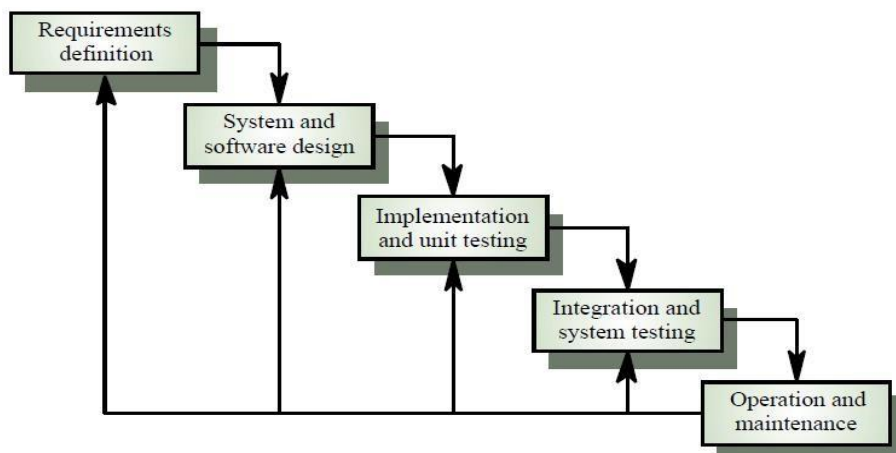 Requirements
definition
System and
software design
Implementation
and unit testing
Integration and
system testing
Operation and
maintenance